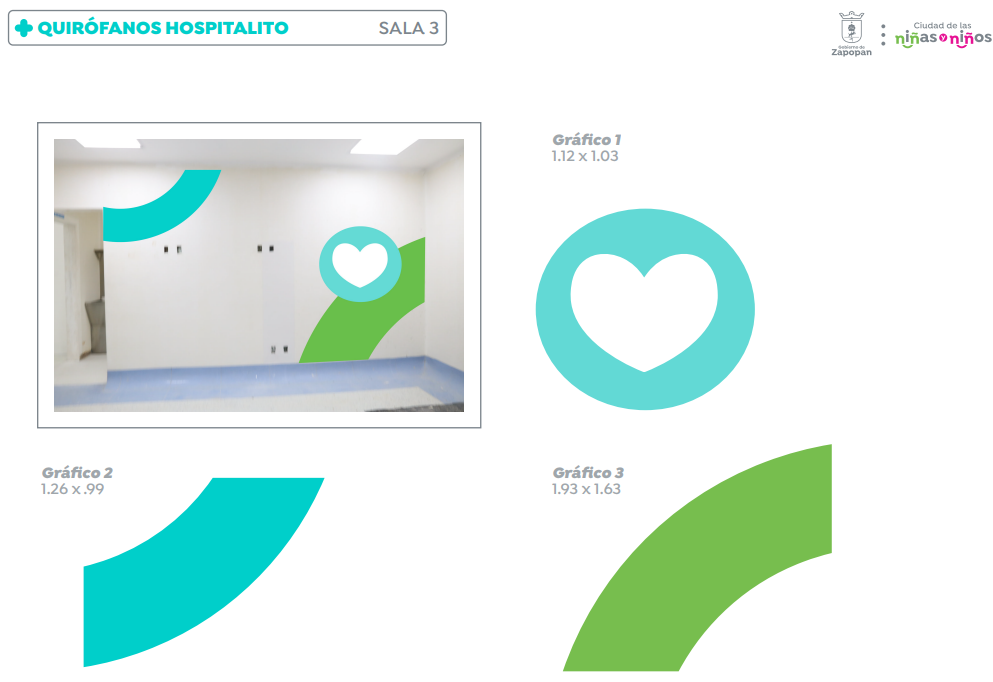 QUIRÓFANOS HOSPITALITO
SALA 3
Gobierno de
Zapopan
Ciudad de las
niñas y niños
Gráfico 1
1.12 x 1.03
Gráfico 2
1.26 x .99
Gráfico 3
1.93 x 1.63